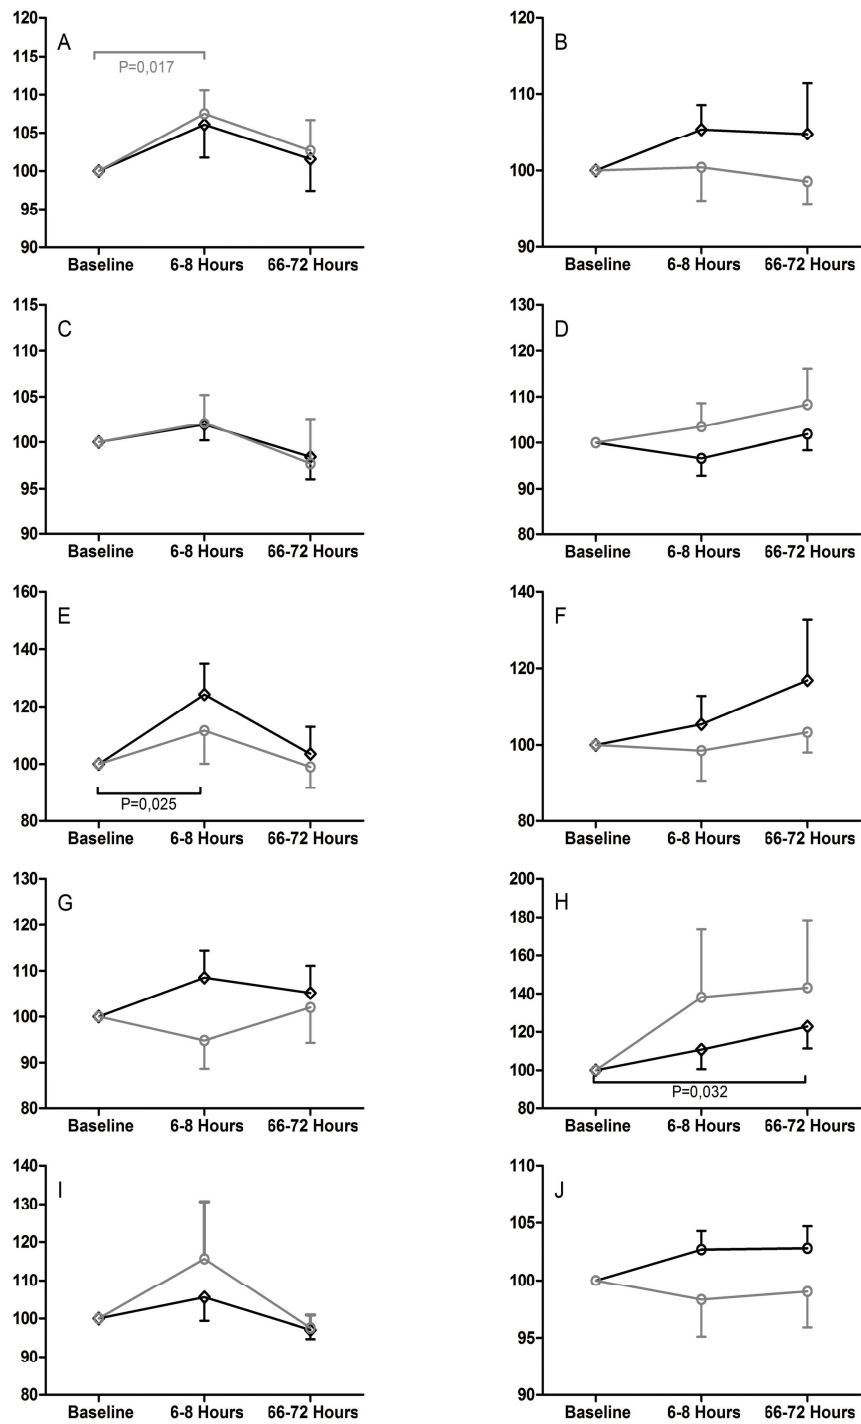 120
115
110
105
100
95
90
A
P=0,017
Baseline
6-8 Hours
66-72 Hours
120
110
100
90
B
Baseline
6-8 Hours
66-72 Hours
115
110
105
100
95
90
C
Baseline
6-8 Hours
66-72 Hours
130
120
110
100
90
80
D
Baseline
6-8 Hours
66-72 Hours
160
140
120
100
80
E
P=0,025
Baseline
6-8 Hours
66-72 Hours
140
120
100
80
F
Baseline
6-8 Hours
66-72 Hours
130
120
110
100
90
80
G
Baseline
6-8 Hours
66-72 Hours
200
180
160
140
120
100
80
H
P=0,032
Baseline
6-8 Hours
66-72 Hours
140
130
120
110
100
90
80
I
Baseline
6-8 Hours
66-72 Hours
110
105
100
95
90
J
Baseline
6-8 Hours
66-72 Hours